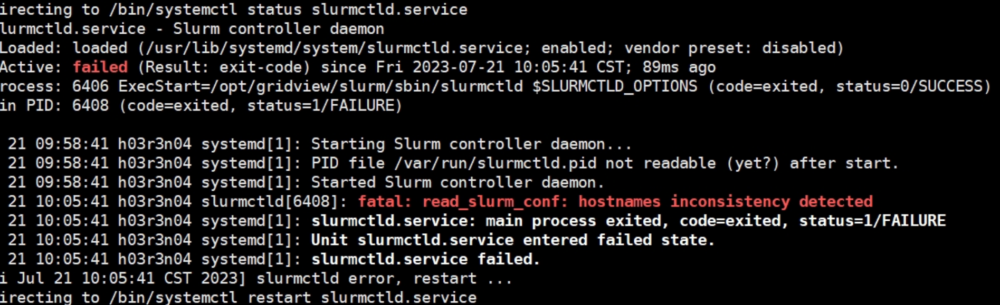 irecting to /bin/systemctl status slurmctld.service
lurmctld.service - Slurm controller daemon
Loaded: loaded (/usr/lib/systemd/system/slurmctld.service; enabled; vendor preset: disabled)
Active: failed (Result: exit-code) since Fri 2023-07-21 10:05:41 CST; 89ms ago
rocess: 6406 ExecStart=/opt/gridview/slurm/sbin/slurmctld $SLURMCTLD_OPTIONS (code=exited, status=0/SUCCESS)
in PID: 6408 (code=exited, status=1/FAILURE)
21 09:58:41 h03r3n04 systemd[1]: Starting Slurm controller daemon...
21 09:58:41 h03r3n04 systemd[1]: PID file /var/run/slurmctld.pid not readable (yet?) after start.
21 09:58:41 h03r3n04 systemd[1]: Started Slurm controller daemon.
21 10:05:41 h03r3n04 slurmctld[6408]: fatal: read_slurm_conf: hostnames inconsistency detected
21 10:05:41 h03r3n04 systemd[1]: slurmctld.service: main process exited, code=exited, status=1/FAILURE
21 10:05:41 h03r3n04 systemd[1]: Unit slurmctld.service entered failed state.
21 10:05:41 h03r3n04 systemd[1]: slurmctld.service failed.
i Jul 21 10:05:41 CST 2023] slurmctld error, restart ...
irecting to /bin/systemctl restart slurmctld.service